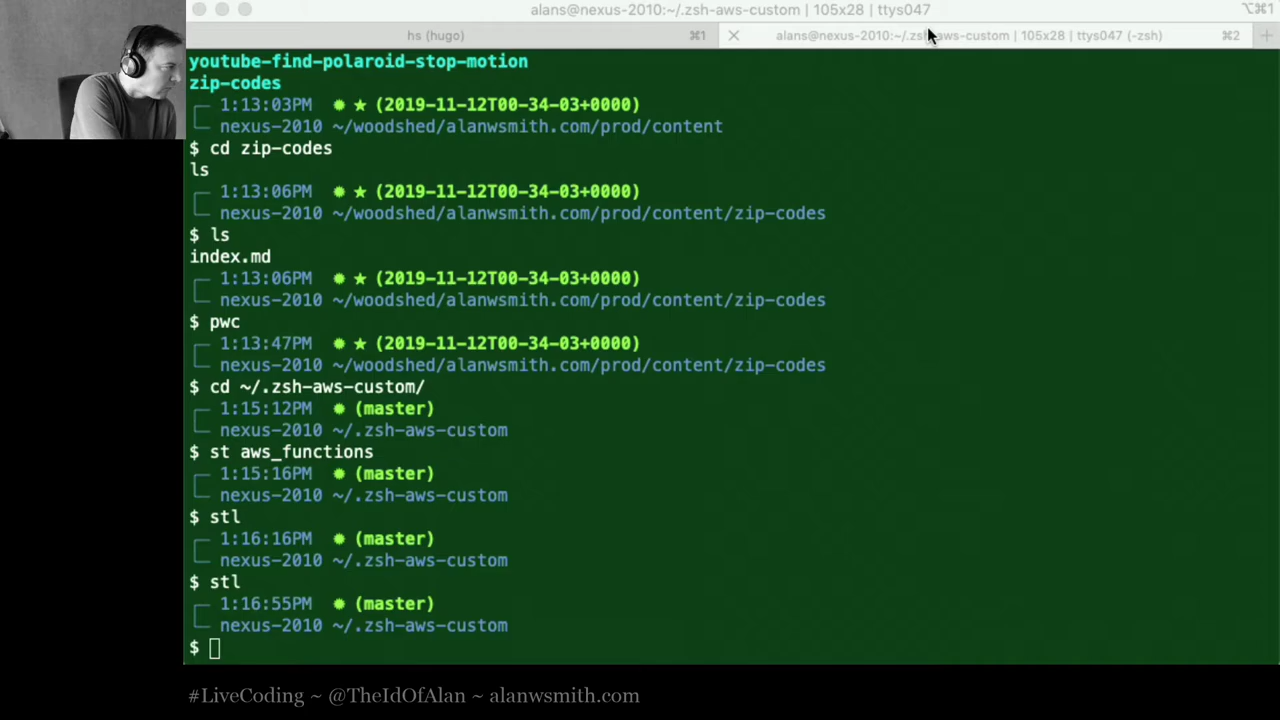 alans@nexus-2010:~/.zsh-aws-custom | 105x28 | ttys047 ⌥⌘1
hs (hugo) ⌘1 alans@nexus-2010:~/.zsh-aws-custom | 105x28 | ttys047 (-zsh) ⌘2 +
youtube-find-polaroid-stop-motion
zip-codes
1:13:03PM ✹ ★ (2019-11-12T00-34-03+0000)
nexus-2010 ~/woodshed/alanwsmith.com/prod/content
$ cd zip-codes
ls
1:13:06PM ✹ ★ (2019-11-12T00-34-03+0000)
nexus-2010 ~/woodshed/alanwsmith.com/prod/content/zip-codes
$ ls
index.md
1:13:06PM ✹ ★ (2019-11-12T00-34-03+0000)
nexus-2010 ~/woodshed/alanwsmith.com/prod/content/zip-codes
$ pwc
1:13:47PM ✹ ★ (2019-11-12T00-34-03+0000)
nexus-2010 ~/woodshed/alanwsmith.com/prod/content/zip-codes
$ cd ~/.zsh-aws-custom/
1:15:12PM ✹ (master)
nexus-2010 ~/.zsh-aws-custom
$ st aws_functions
1:15:16PM ✹ (master)
nexus-2010 ~/.zsh-aws-custom
$ stl
1:16:16PM ✹ (master)
nexus-2010 ~/.zsh-aws-custom
$ stl
1:16:55PM ✹ (master)
nexus-2010 ~/.zsh-aws-custom
$
#LiveCoding ~ @TheIdOfAlan ~ alanwsmith.com